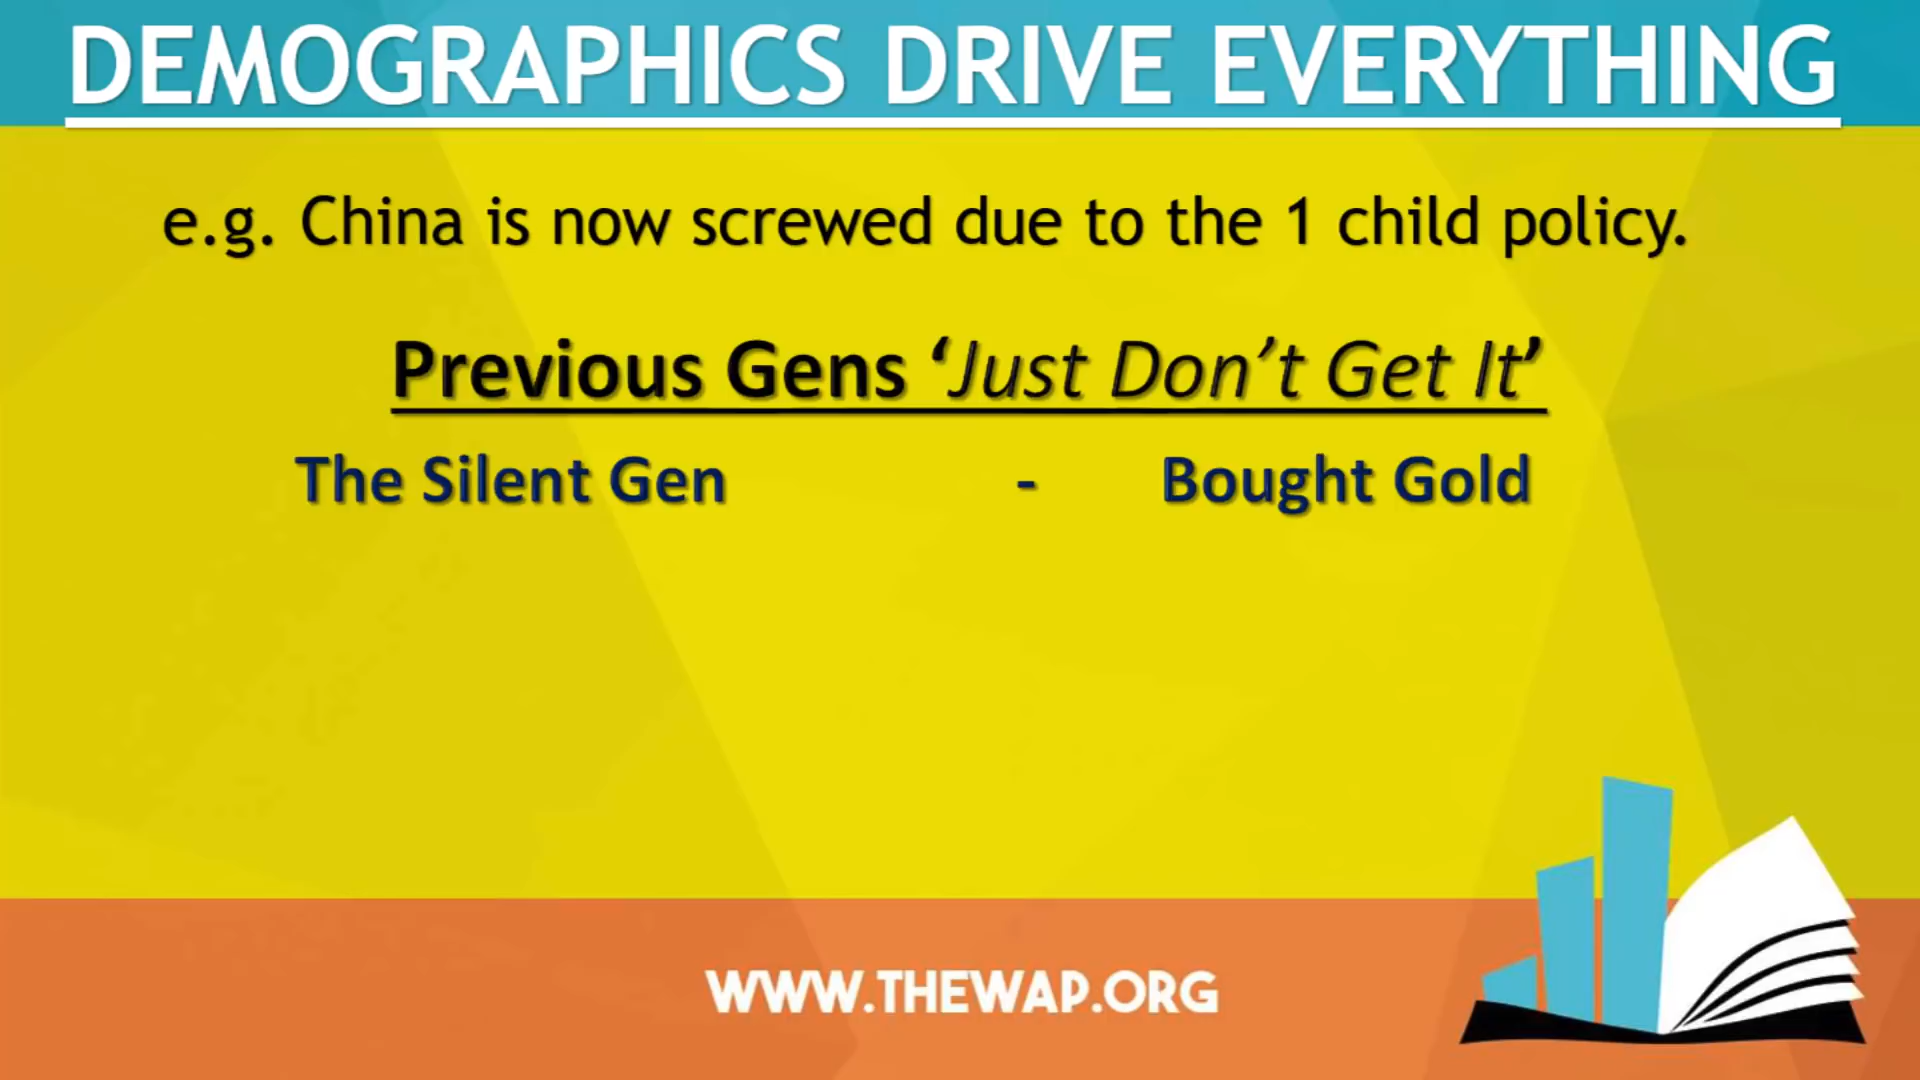 DEMOGRAPHICS DRIVE EVERYTHING
e.g. China is now screwed due to the 1 child policy.
Previous Gens ‘Just Don’t Get It’
The Silent Gen - Bought Gold
WWW.THEWAP.ORG